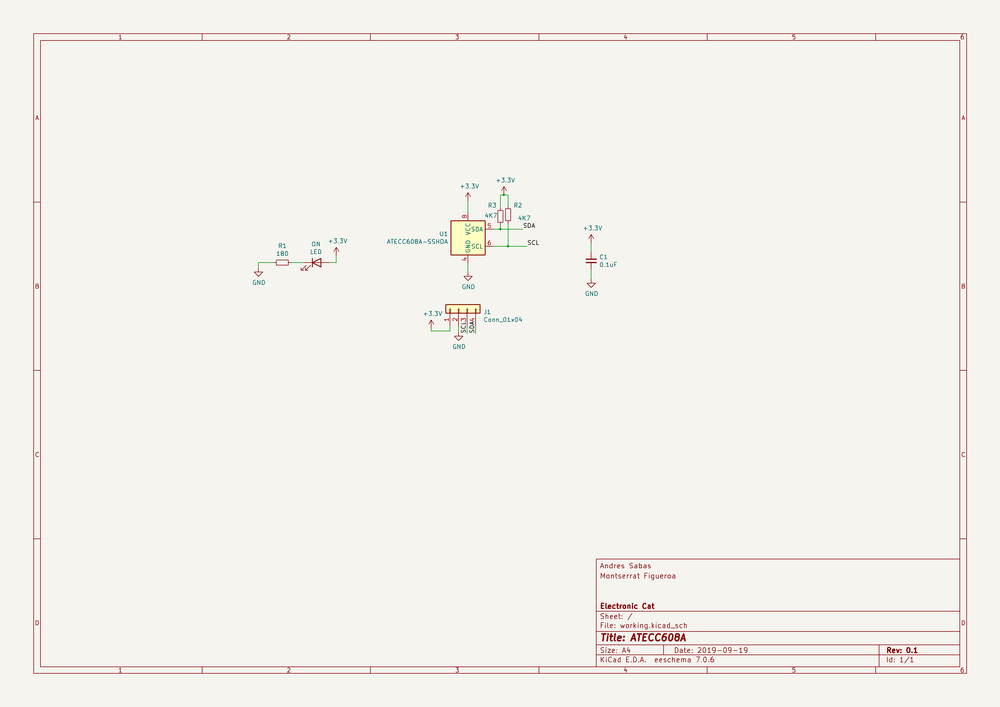 1 2 3 4 5 6
A A
B B
C C
D D
+3.3V
+3.3V
R3 R2
4K7 4K7
U1
ATECC608A-SSHDA
8
VCC
SDA 5 SDA
SCL 6 SCL
GND
4
GND
R1
180
ON
LED
+3.3V
GND
+3.3V
C1
0.1uF
GND
+3.3V
J1
Conn_01x04
1 2 3 4
SCL
SDA
GND
Andres Sabas
Montserrat Figueroa
Electronic Cat
Sheet: /
File: working.kicad_sch
Title: ATECC608A
Size: A4 Date: 2019-09-19 Rev: 0.1
KiCad E.D.A. eeschema 7.0.6 Id: 1/1
1 2 3 4 5 6